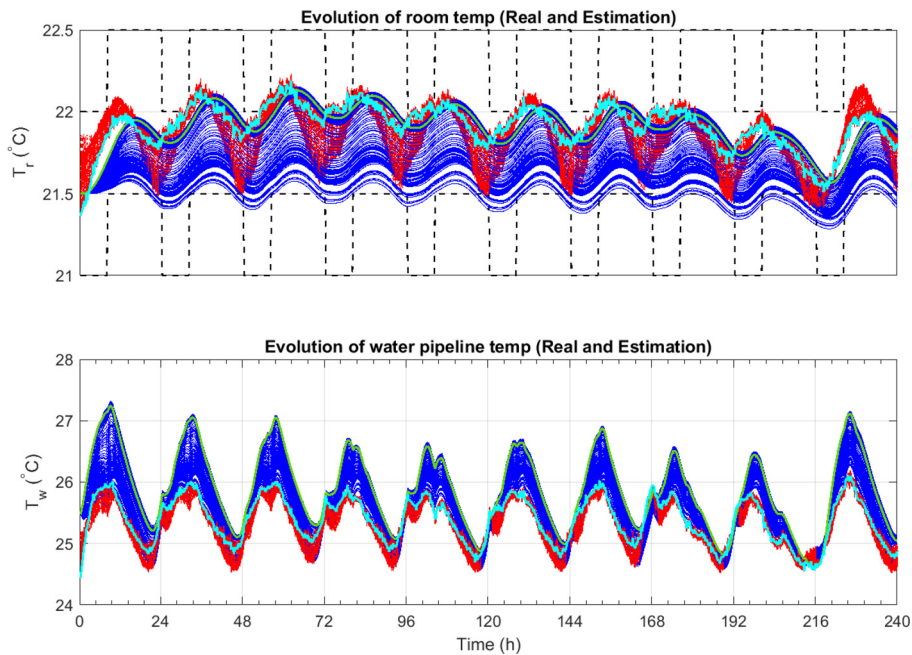 Evolution of room temp (Real and Estimation)
22.5
22
21.5
21
T_r (°C)
Evolution of water pipeline temp (Real and Estimation)
28
27
26
25
24
T_w (°C)
0 24 48 72 96 120 144 168 192 216 240
Time (h)